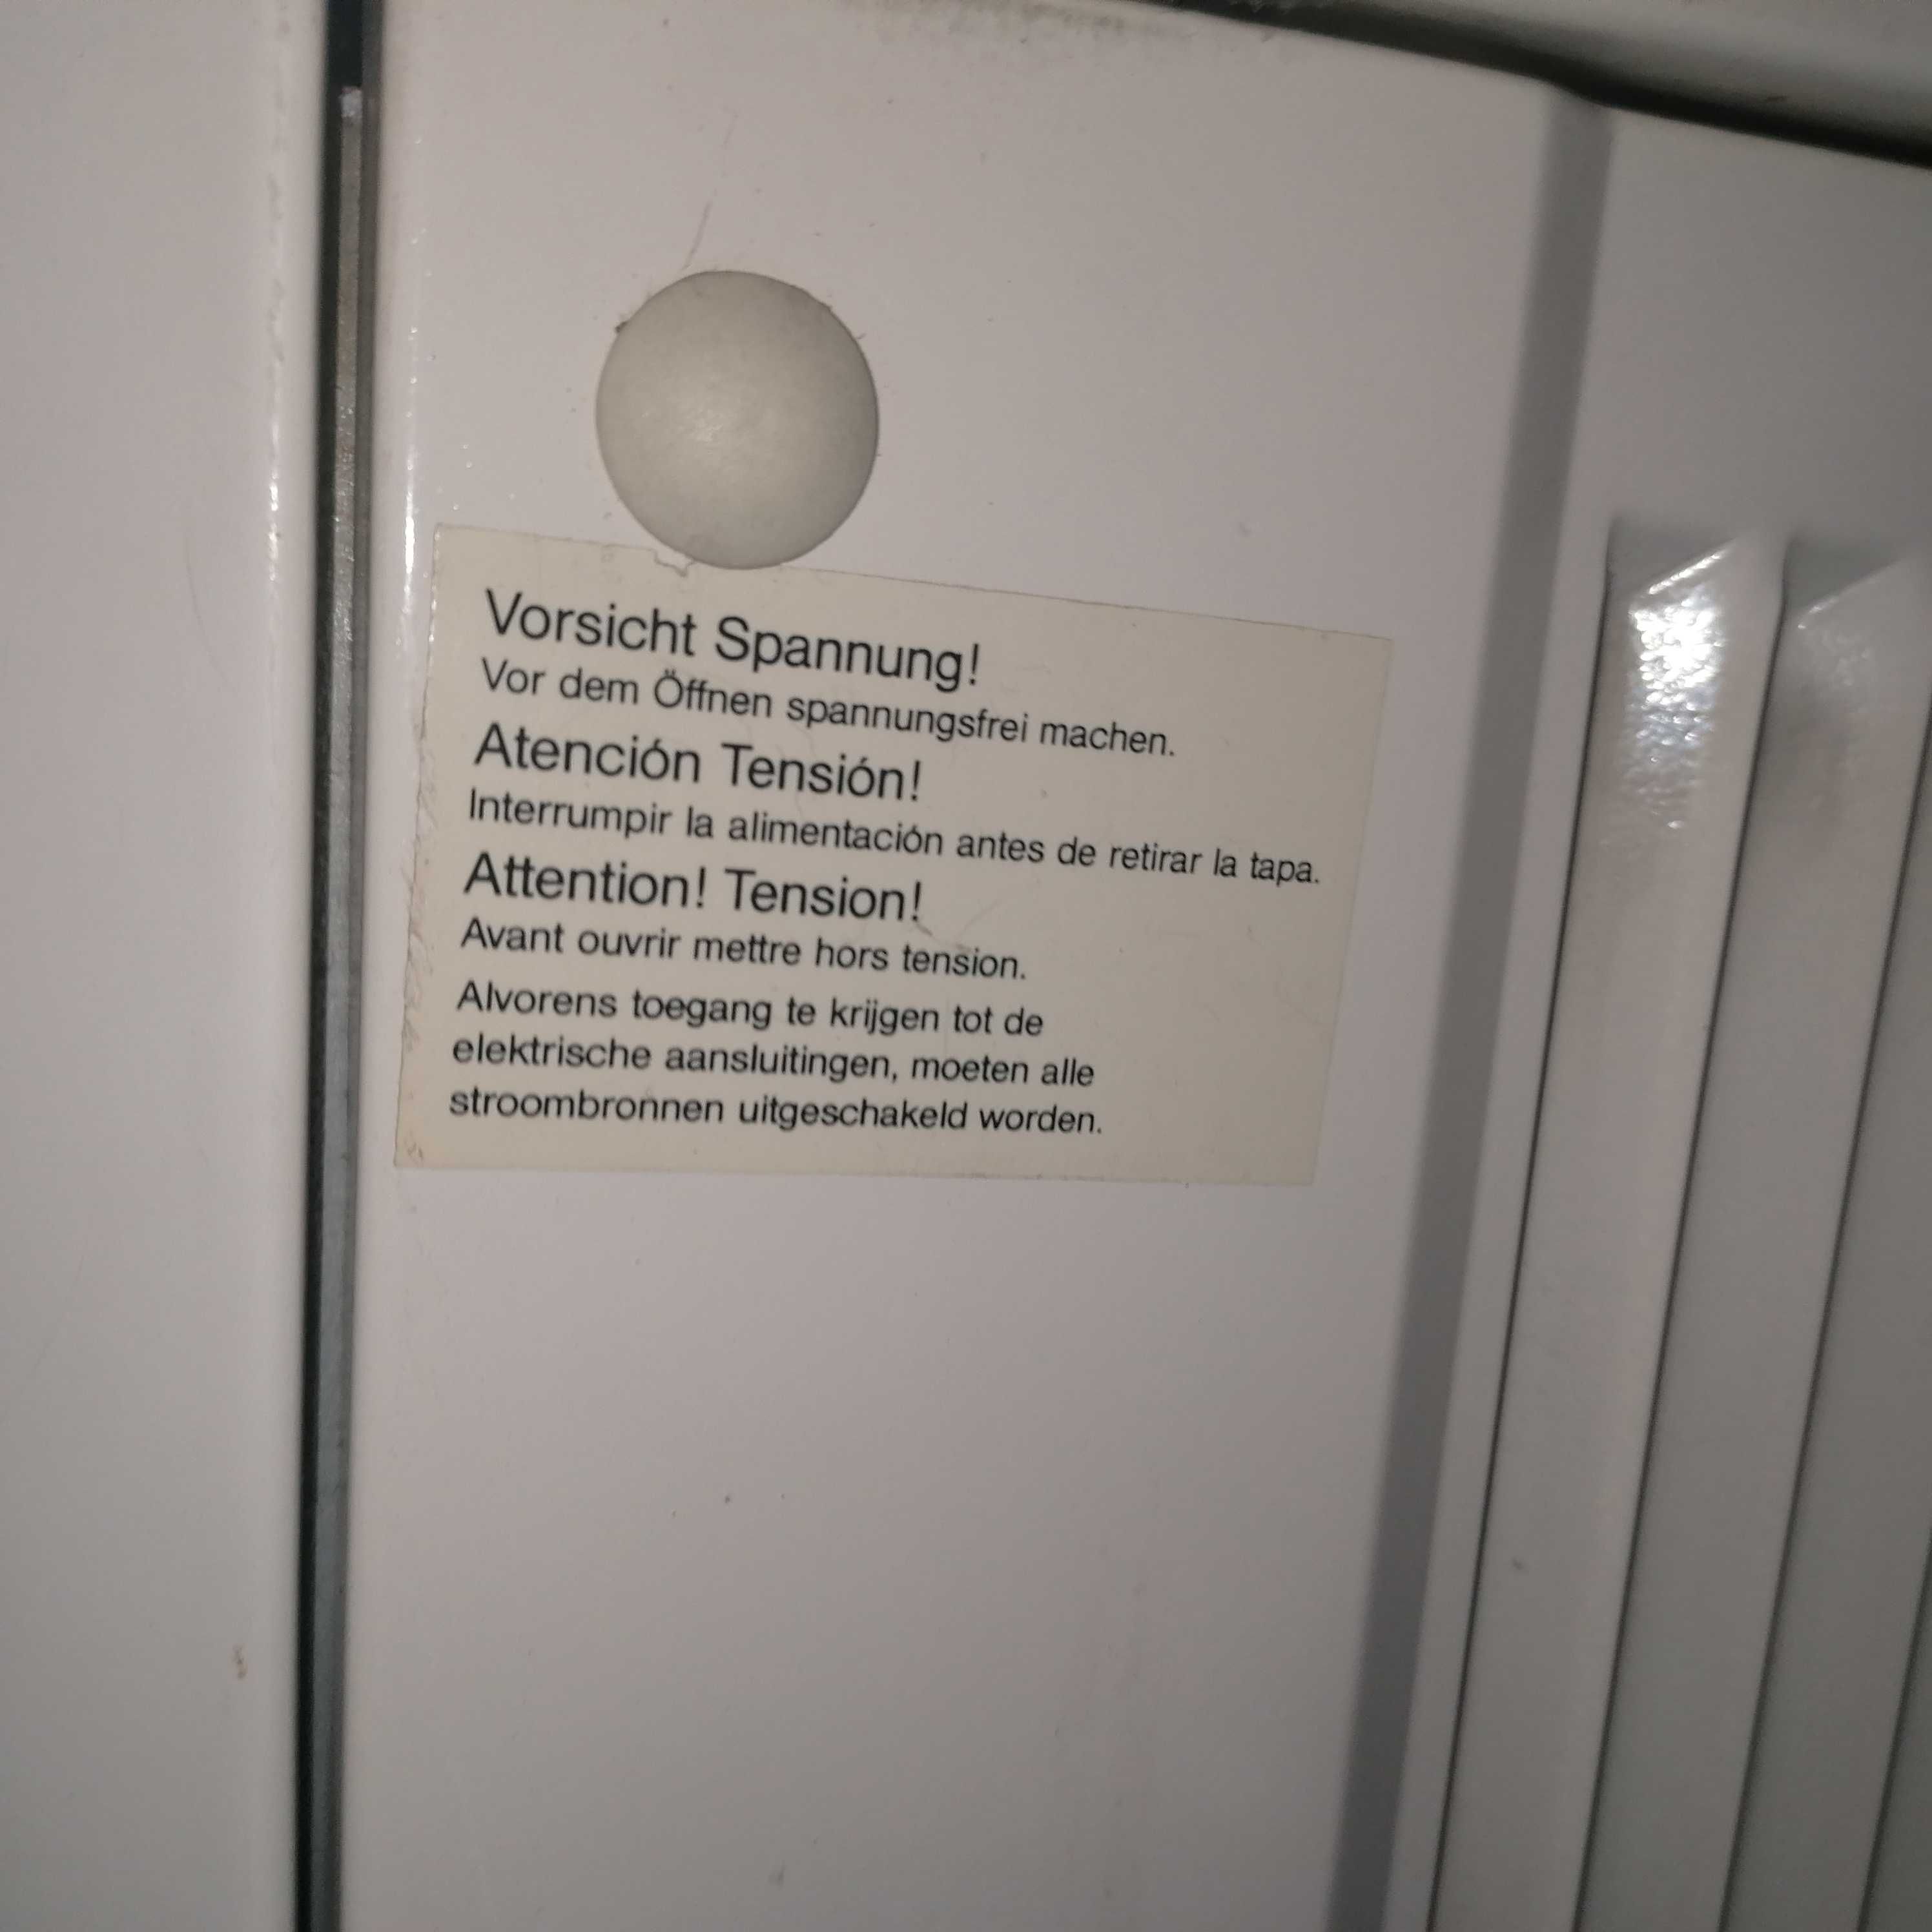 Vorsicht Spannung!
Vor dem Öffnen spannungsfrei machen.
Atención Tensión!
Interrumpir la alimentación antes de retirar la tapa.
Attention! Tension!
Avant ouvrir mettre hors tension.
Alvorens toegang te krijgen tot de
elektrische aansluitingen, moeten alle
stroombronnen uitgeschakeld worden.